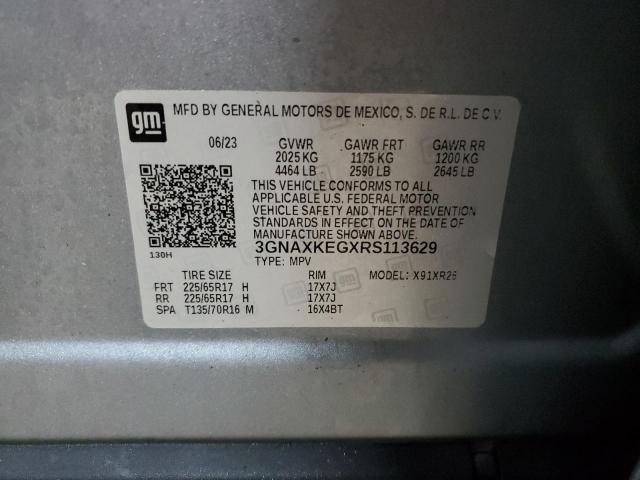 gm MFD BY GENERAL MOTORS DE MEXICO, S. DE R.L. DE C.V.
06/23 GVWR GAWR FRT GAWR RR
2025 KG 1175 KG 1200 KG
4464 LB 2590 LB 2645 LB
THIS VEHICLE CONFORMS TO ALL
APPLICABLE U.S. FEDERAL MOTOR
VEHICLE SAFETY AND THEFT PREVENTION
STANDARDS IN EFFECT ON THE DATE OF
MANUFACTURE SHOWN ABOVE.
130H 3GNAXKEGXRS113629
TYPE: MPV MODEL: X91XR26
TIRE SIZE RIM
FRT 225/65R17 H 17X7J
RR 225/65R17 H 17X7J
SPA T135/70R16 M 16X4BT